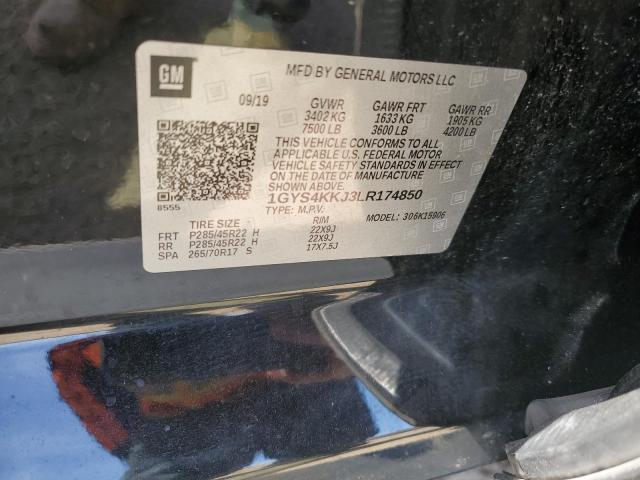 GM
MFD BY GENERAL MOTORS LLC
09/19 GVWR GAWR FRT GAWR RR
3402 KG 1633 KG 1905 KG
7500 LB 3600 LB 4200 LB
THIS VEHICLE CONFORMS TO ALL
APPLICABLE U.S. FEDERAL MOTOR
VEHICLE SAFETY STANDARDS IN EFFECT
ON THE DATE OF MANUFACTURE
SHOWN ABOVE.
8555 1GYS4KKJ3LR174850
TYPE: M.P.V. MODEL: 306K15906
TIRE SIZE RIM
FRT P285/45R22 H 22X9J
RR P285/45R22 H 22X9J
SPA 265/70R17 S 17X7.5J